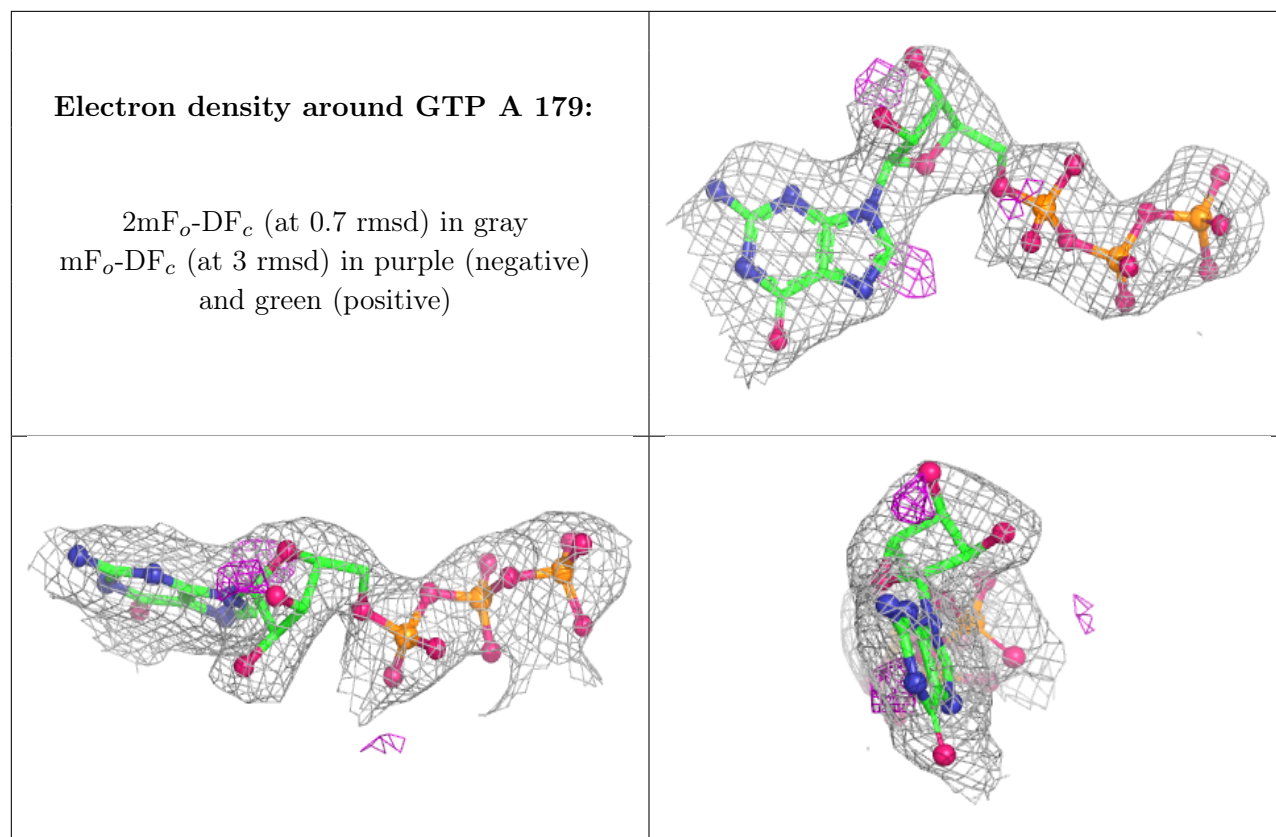 Electron density around GTP A 179:
2mFo-DFc (at 0.7 rmsd) in gray
mFo-DFc (at 3 rmsd) in purple (negative)
and green (positive)